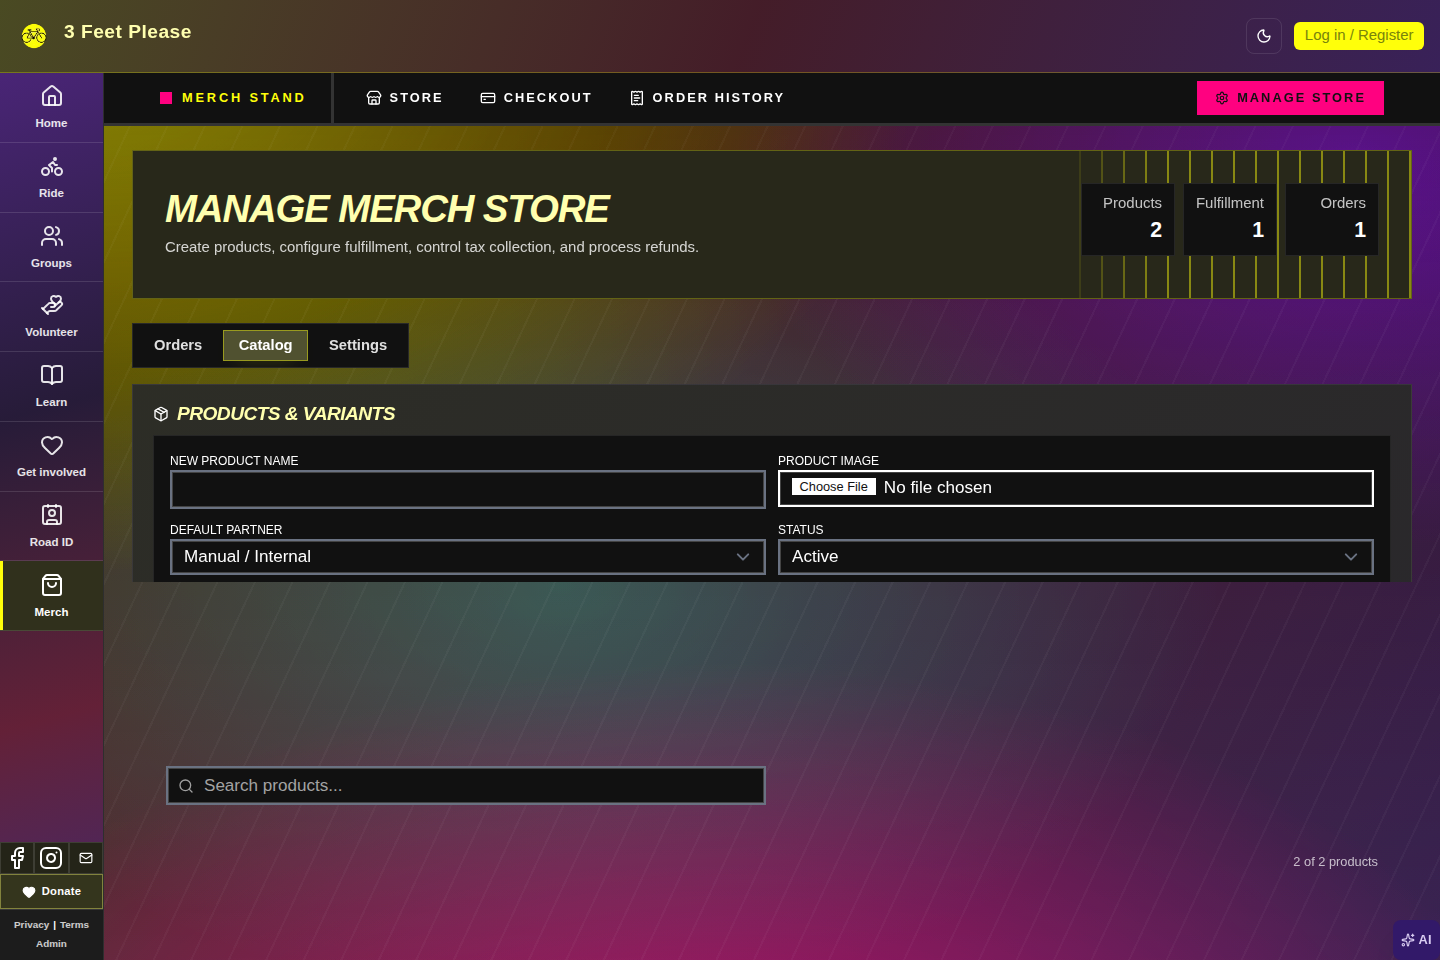 3 Feet Please
Log in / Register
Home
Ride
Groups
Volunteer
Learn
Get involved
Road ID
Merch
Donate
Privacy | Terms
Admin
MERCH STAND
STORE
CHECKOUT
ORDER HISTORY
MANAGE STORE
MANAGE MERCH STORE
Create products, configure fulfillment, control tax collection, and process refunds.
Products
2
Fulfillment
1
Orders
1
Orders
Catalog
Settings
PRODUCTS & VARIANTS
NEW PRODUCT NAME
PRODUCT IMAGE
Choose File No file chosen
DEFAULT PARTNER
Manual / Internal
STATUS
Active
Search products...
2 of 2 products
AI